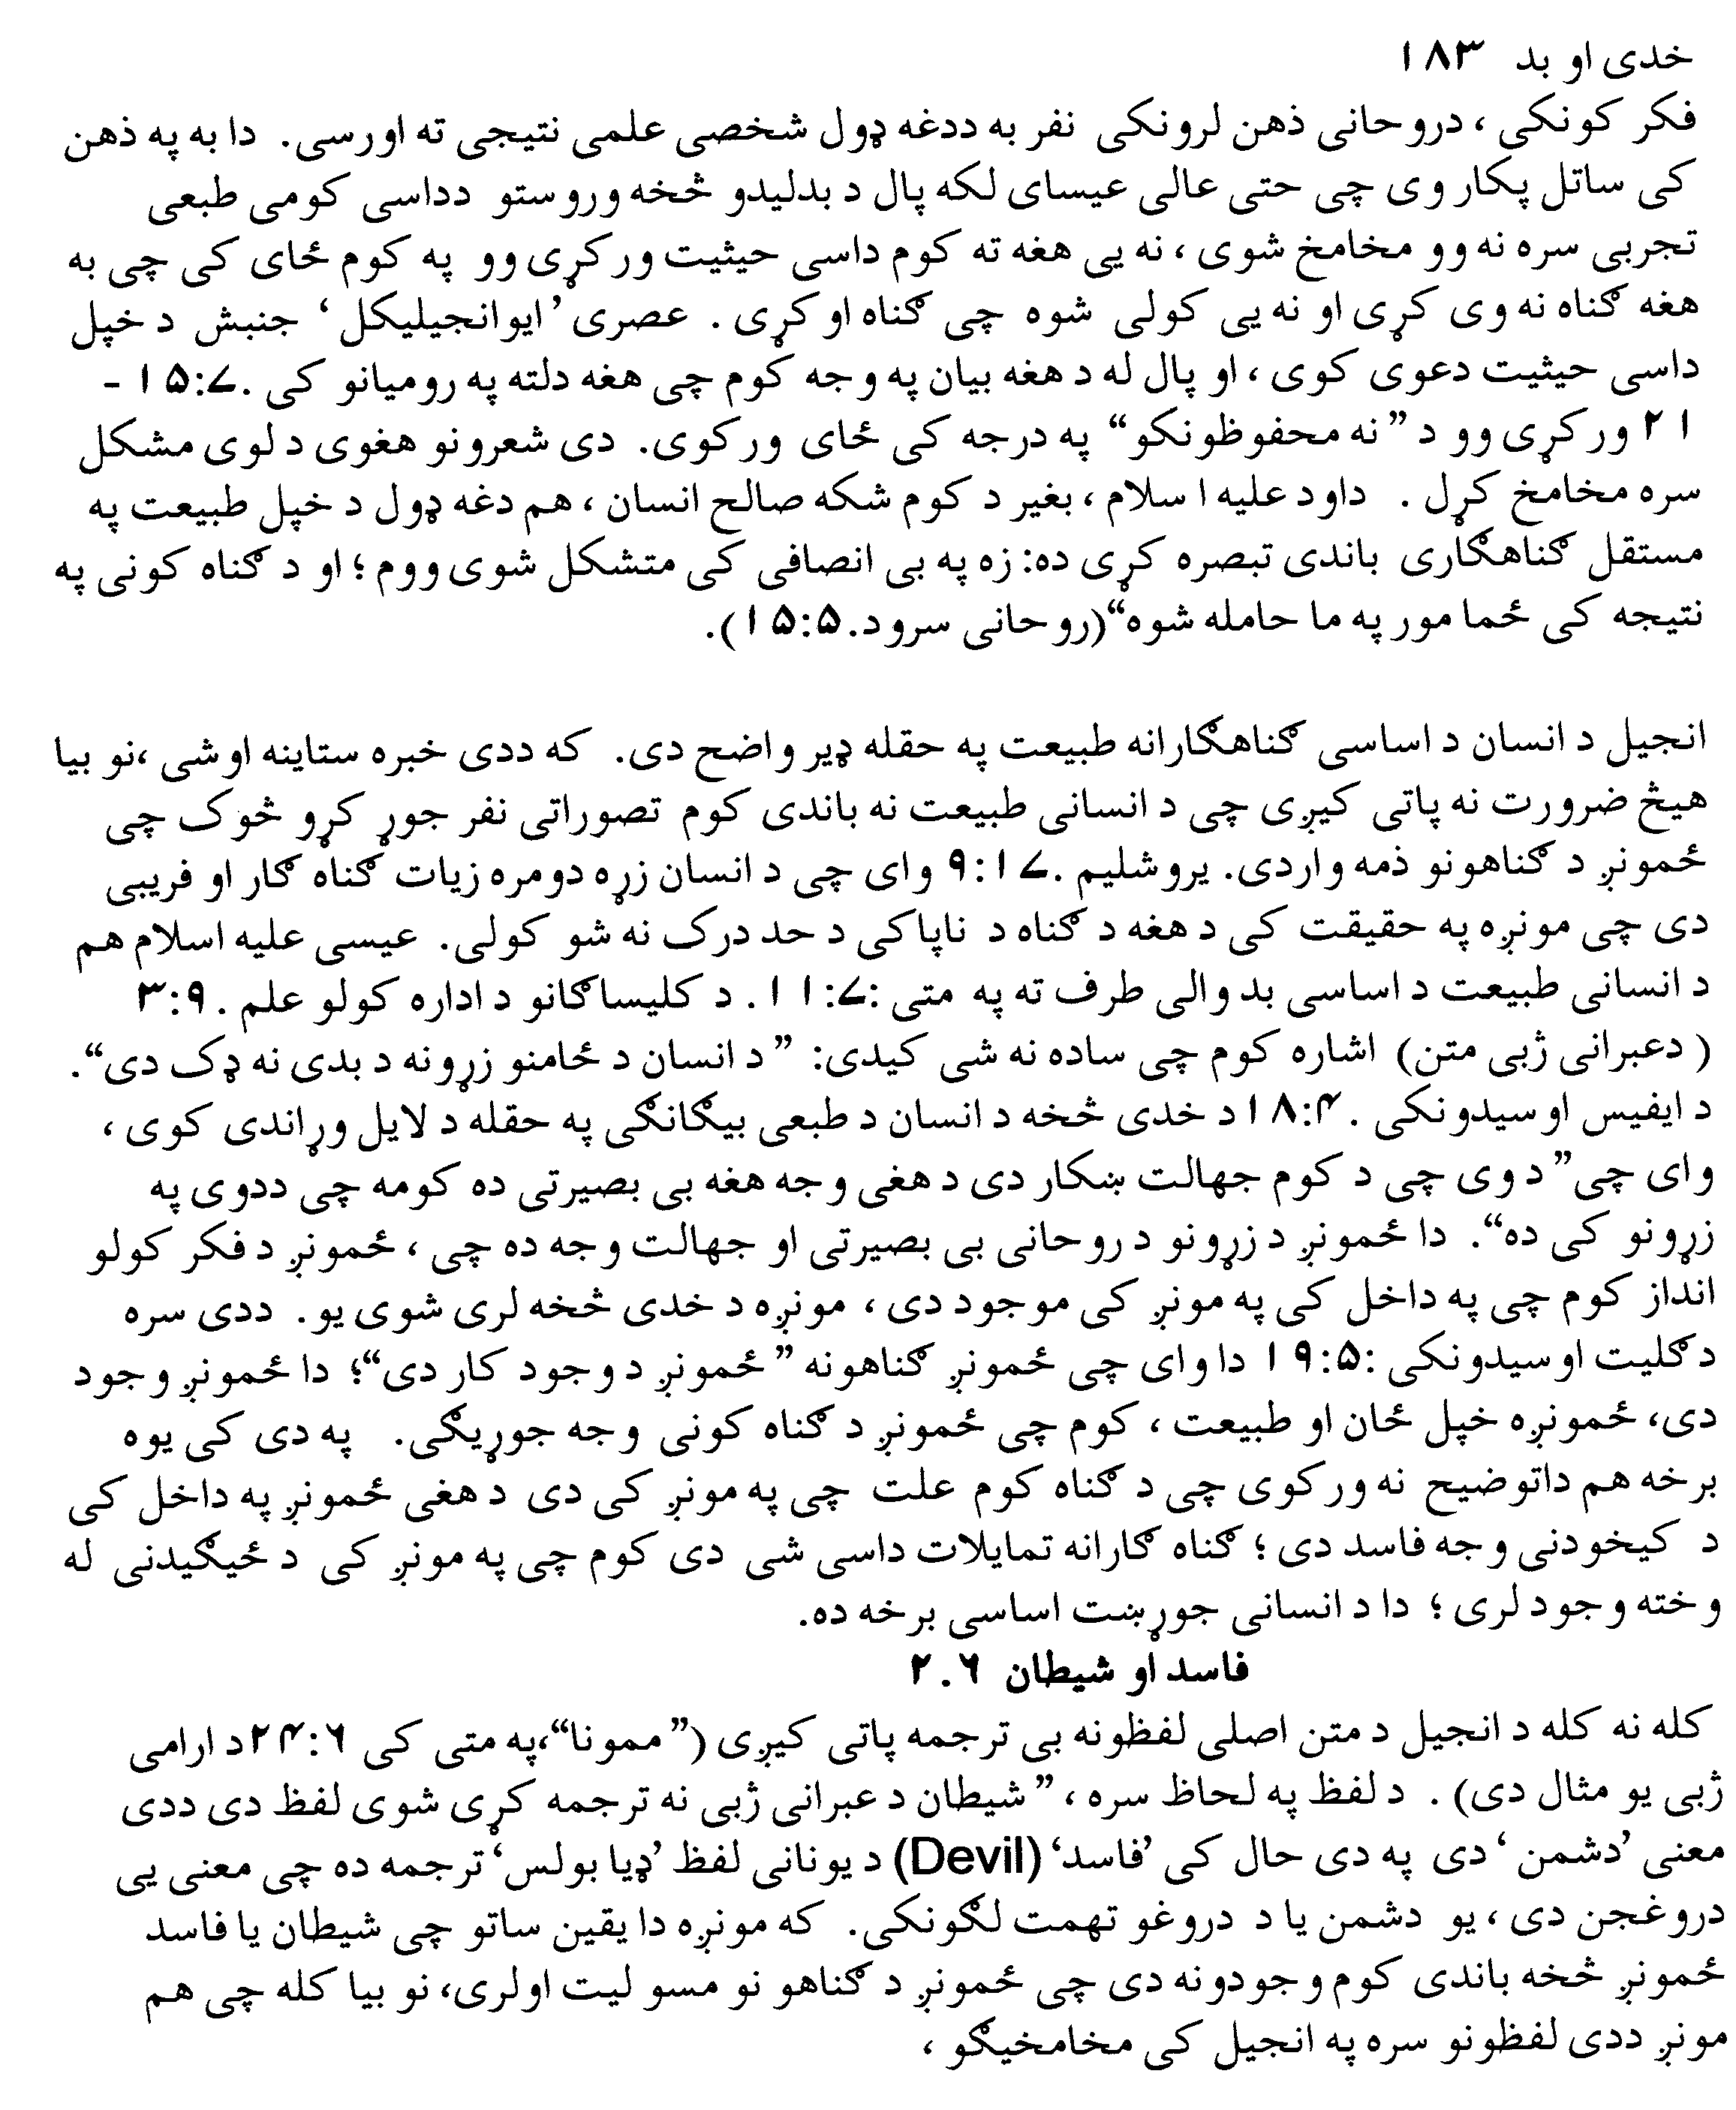 خدی او بد ۱۸۳
فکر کونکی ، دروحانی ذهن لرونکی نفر به ددغه ډول شخصی علمی نتیجی ته اورسی. دا به په ذهن
کی ساتل پکار وی چی حتی عالی عیسای لکه پال د بدلیدو څخه وروستو دداسی کومی طبعی
تجربی سره نه وو مخامخ شوی ، نه یی هغه ته کوم داسی حیثیت ورکړی وو په کوم ځای کی چی به
هغه ګناه نه وی کړی او نه یی کولی شوه چی ګناه اوکړی . عصری ’ایوانجیلیکل‘ جنبش د خپل
داسی حیثیت دعوی کوی ، او پال له د هغه بیان په وجه کوم چی هغه دلته په رومیانو کی .۱۵:۷ -
۲۱ ورکړی وو د ”نه محفوظونکو“ په درجه کی ځای ورکوی. دی شعرونو هغوی د لوی مشکل
سره مخامخ کړل . داود علیه ا سلام ، بغیر د کوم شکه صالح انسان ، هم دغه ډول د خپل طبیعت په
مستقل ګناهګاری باندی تبصره کړی ده: زه په بی انصافی کی متشکل شوی ووم ؛ او د ګناه کونی په
نتیجه کی ځما مور په ما حامله شوه“(روحانی سرود.۱۵:۵).
انجیل د انسان د اساسی ګناهګارانه طبیعت په حقله ډیر واضح دی. که ددی خبره ستاینه اوشی ،نو بیا
هیڅ ضرورت نه پاتی کیږی چی د انسانی طبیعت نه باندی کوم تصوراتی نفر جوړ کړو څوک چی
ځمونږ د ګناهونو ذمه واردی. یروشلیم .۹:۱۷ وای چی د انسان زړه دومره زیات ګناه ګار او فریبی
دی چی مونږه په حقیقت کی د هغه د ګناه د ناپاکی د حد درک نه شو کولی. عیسی علیه اسلام هم
د انسانی طبیعت د اساسی بد والی طرف ته په متی :۱۱:۷. د کلیساګانو د اداره کولو علم .۳:۹
( دعبرانی ژبی متن) اشاره کوم چی ساده نه شی کیدی: ”د انسان د ځامنو زړونه د بدی نه ډک دی“.
د ایفیس اوسیدونکی .۱۸:۴ د خدی څخه د انسان د طبعی بیګانګی په حقله د لایل وړاندی کوی ،
وای چی” دوی چی د کوم جهالت ښکار دی د هغی وجه هغه بی بصیرتی ده کومه چی ددوی په
زړونو کی ده“. دا ځمونږ د زړونو د روحانی بی بصیرتی او جهالت وجه ده چی ، ځمونږ د فکر کولو
انداز کوم چی په داخل کی په مونږ کی موجود دی ، مونږه د خدی څخه لری شوی یو. ددی سره
دګلیت اوسیدونکی :۱۹:۵ دا وای چی ځمونږ ګناهونه ”ځمونږ د وجود کار دی“؛ دا ځمونږ وجود
دی، ځمونږه خپل ځان او طبیعت ، کوم چی ځمونږ د ګناه کونی وجه جوړیګی. په دی کی یوه
برخه هم داتوضیح نه ورکوی چی د ګناه کوم علت چی په مونږ کی دی د هغی ځمونږ په داخل کی
د کیخودنی وجه فاسد دی ؛ ګناه ګارانه تمایلات داسی شی دی کوم چی په مونږ کی د ځیګیدنی له
وخته وجود لری ؛ دا د انسانی جوړښت اساسی برخه ده.
فاسد او شیطان ۲.۶
کله نه کله د انجیل د متن اصلی لفظونه بی ترجمه پاتی کیږی (”ممونا“،په متی کی ۲۴:۶د ارامی
ژبی یو مثال دی) . د لفظ په لحاظ سره ، ”شیطان د عبرانی ژبی نه ترجمه کړی شوی لفظ دی ددی
معنی ’دشمن ‘دی په دی حال کی ’فاسد‘ (Devil) د یونانی لفظ ’ډیا بولس‘ ترجمه ده چی معنی یی
دروغجن دی ، یو دشمن یا د دروغو تهمت لګونکی. که مونږه دا یقین ساتو چی شیطان یا فاسد
ځمونږ څخه باندی کوم وجودونه دی چی ځمونږ د ګناهو نو مسو لیت اولری، نو بیا کله چی هم
مونږ ددی لفظونو سره په انجیل کی مخامخیګو ،